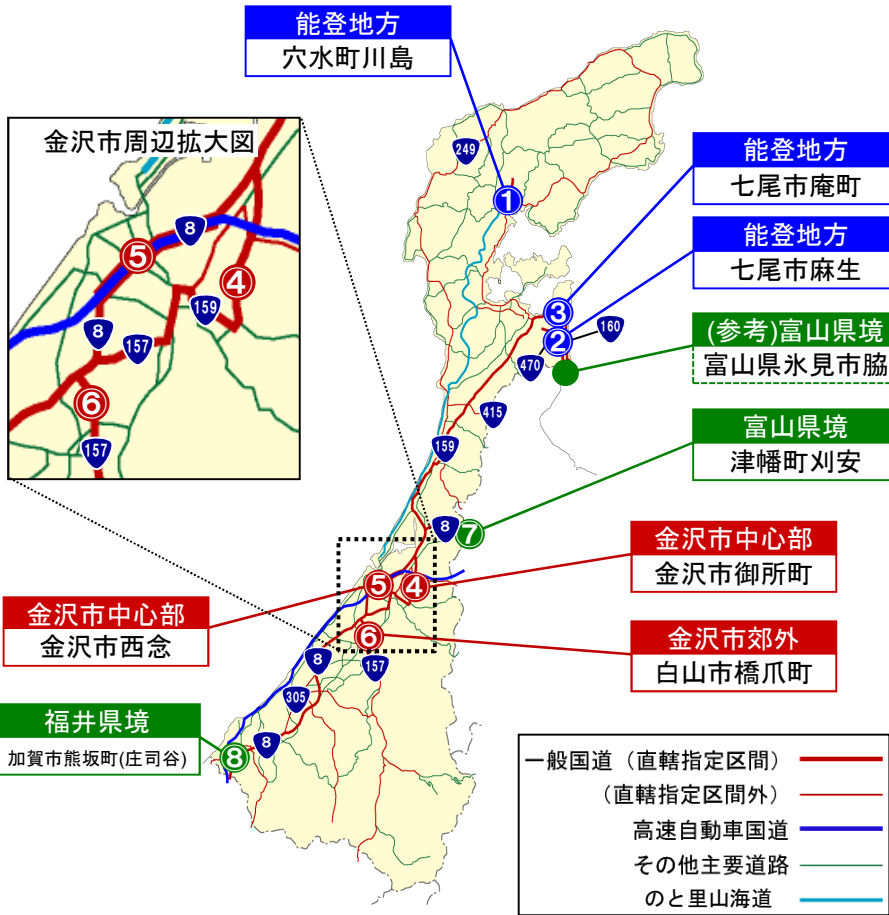 能登地方
穴水町川島
金沢市周辺拡大図
8
5
4
159
8
157
6
157
249
1
能登地方
七尾市庵町
能登地方
七尾市麻生
3
2
160
470
(参考)富山県境
富山県氷見市脇
415
159
富山県境
津幡町刈安
8
7
金沢市中心部
金沢市御所町
5
4
金沢市中心部
金沢市西念
6
金沢市郊外
白山市橋爪町
8
157
305
福井県境
加賀市熊坂町(庄司谷)
8
8
一般国道(直轄指定区間)
(直轄指定区間外)
高速自動車国道
その他主要道路
のと里山海道